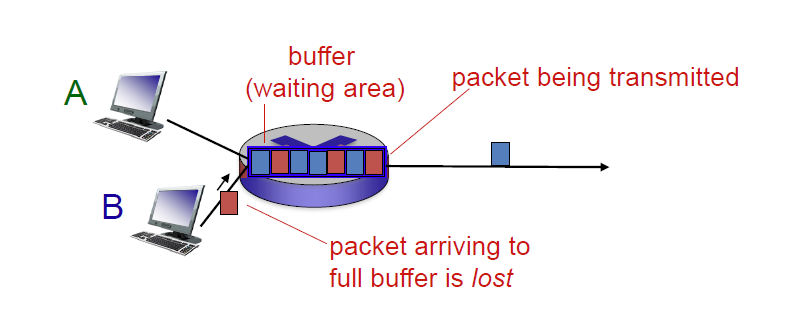 buffer
(waiting area)
packet being transmitted
A
B
packet arriving to
full buffer is lost